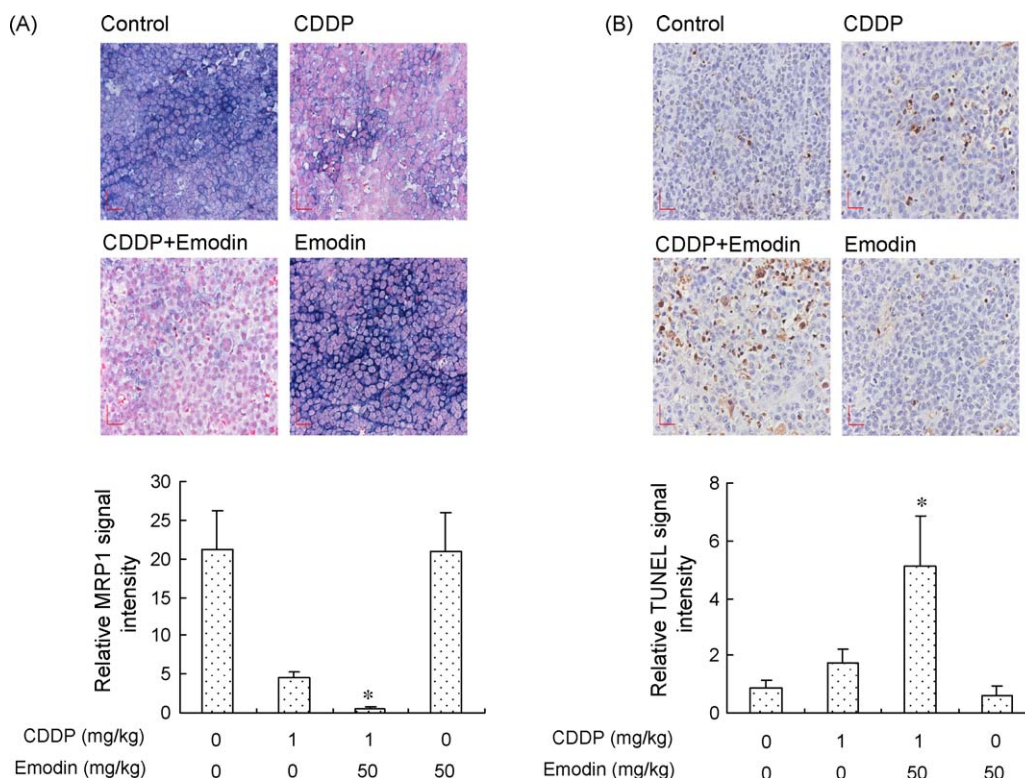 (A)
Control CDDP
CDDP+Emodin Emodin
Relative MRP1 signal
intensity
30
25
20
15
10
5
0
*
CDDP (mg/kg) 0 1 1 0
Emodin (mg/kg) 0 0 50 50
(B)
Control CDDP
CDDP+Emodin Emodin
Relative TUNEL signal
intensity
8
6
4
2
0
*
CDDP (mg/kg) 0 1 1 0
Emodin (mg/kg) 0 0 50 50